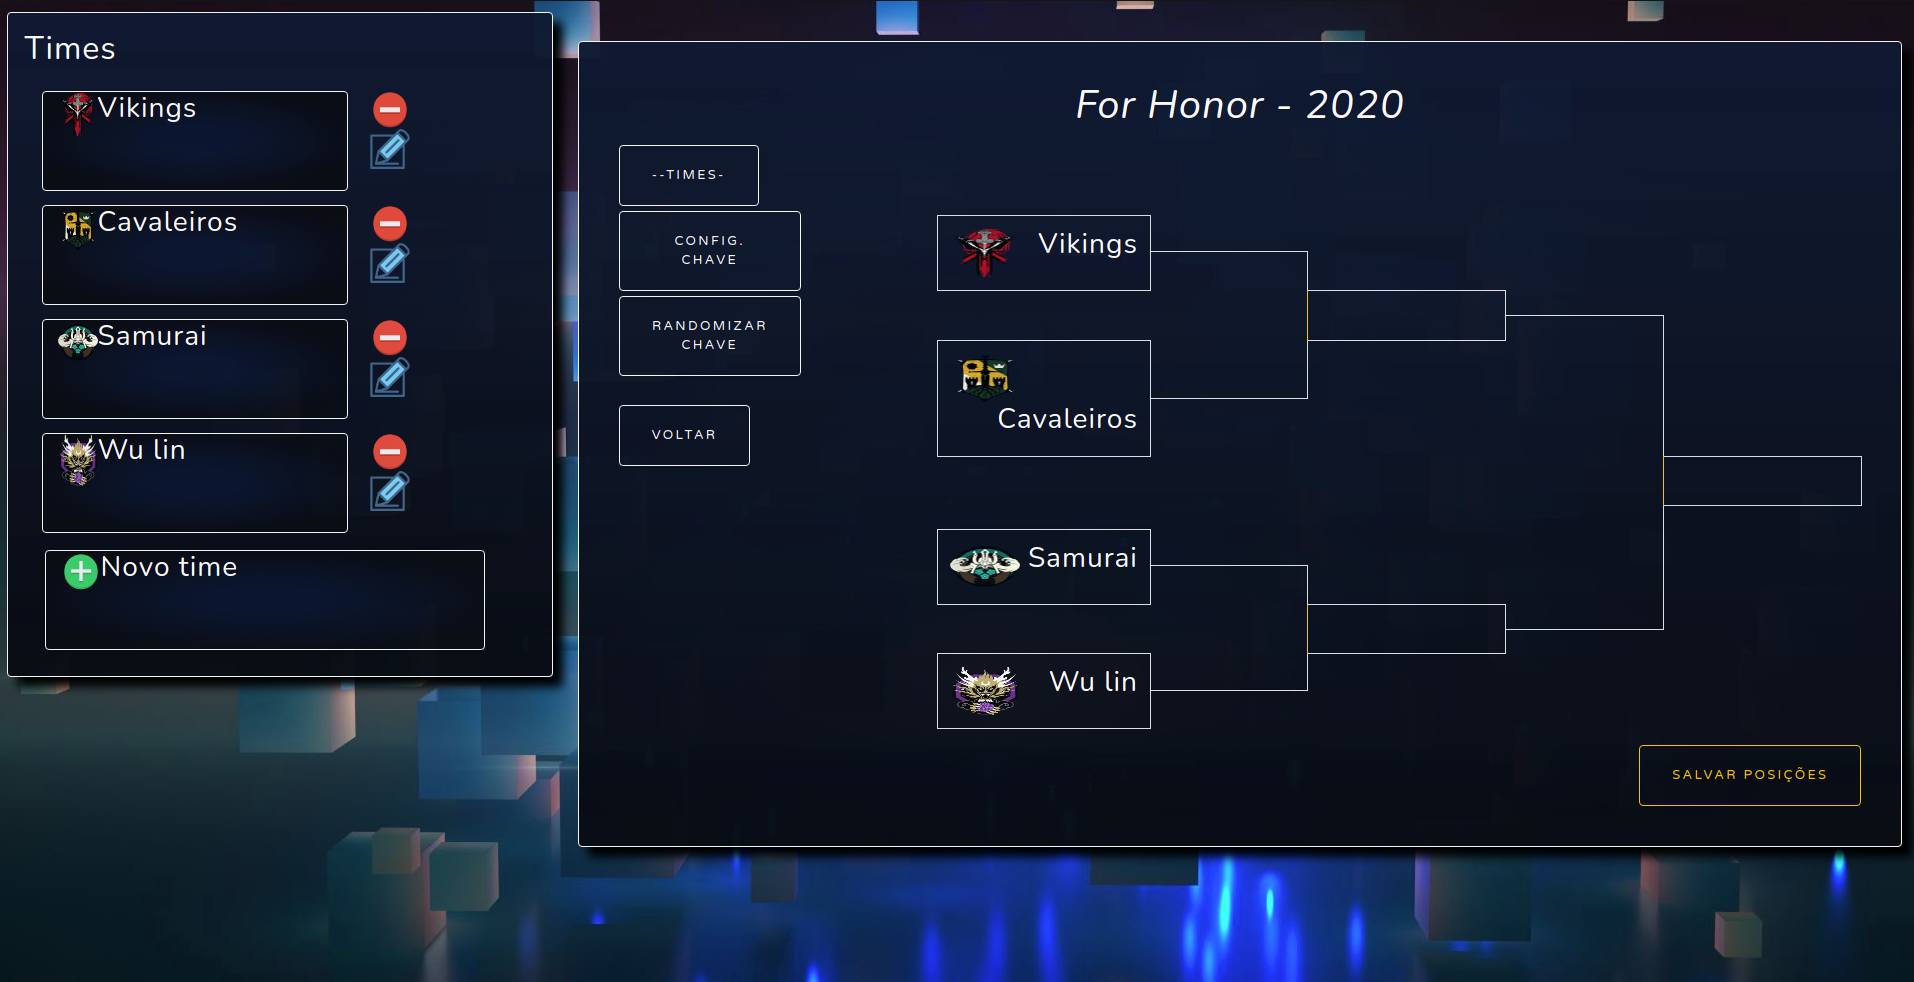 Times
Vikings
Cavaleiros
Samurai
Wu lin
Novo time
For Honor - 2020
--TIMES-
CONFIG.
CHAVE
RANDOMIZAR
CHAVE
VOLTAR
Vikings
Cavaleiros
Samurai
Wu lin
SALVAR POSIÇÕES